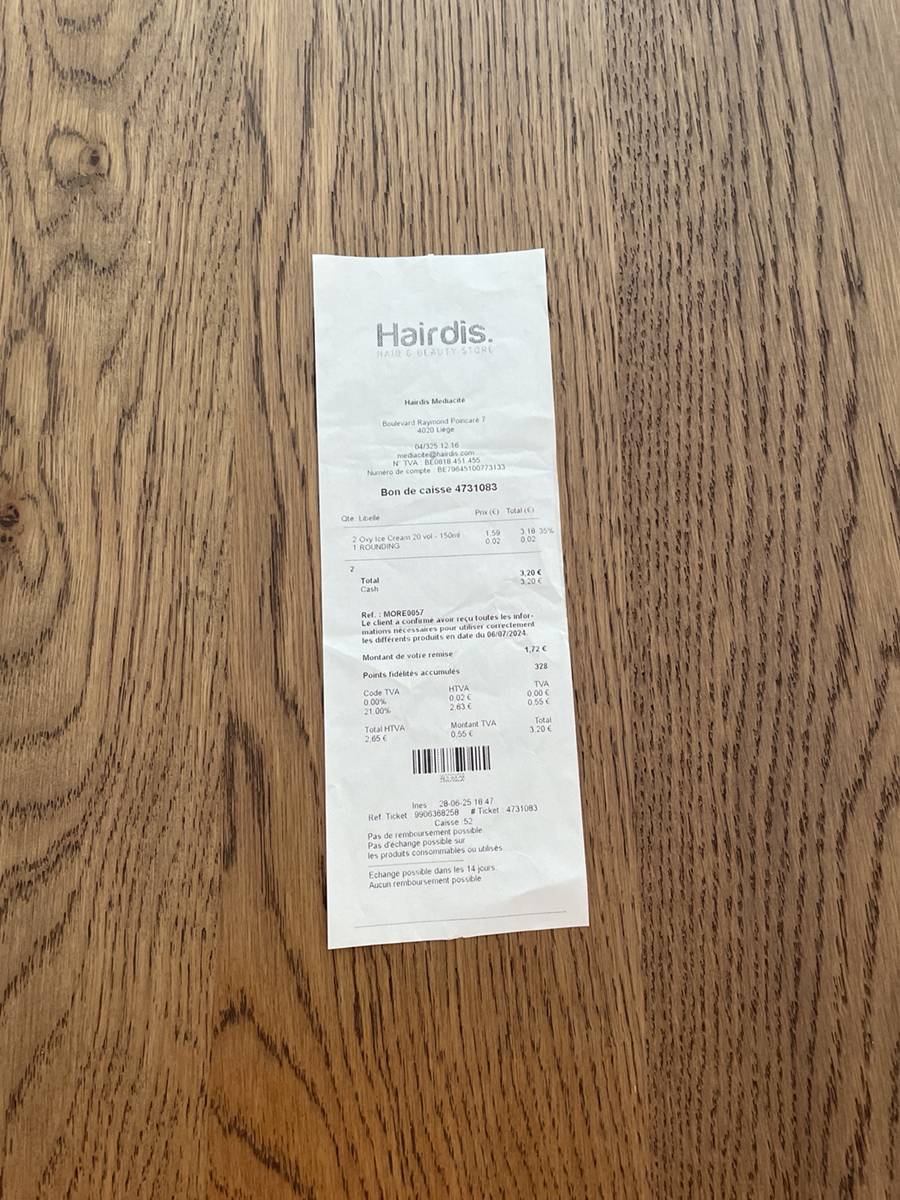 Hairdis.
HAIR & BEAUTY STORE
Hairdis Mediacité
Boulevard Raymond Poincaré 7
4020 Liège
04/325 12 16
mediacite@hairdis.com
N° TVA : BE0818.451.455
Numéro de compte : BE79645100773133
Bon de caisse 4731083
Qte Libellé Prix (€) Total (€)
2 Oxy Ice Cream 20 vol - 150ml 1.59 3.18 35%
1 ROUNDING 0.02 0.02
2
Total 3,20 €
Cash 3,20 €
Ref. : MORE0057
Le client a confirmé avoir reçu toutes les infor-
mations nécessaires pour utiliser correctement
les différents produits en date du 06/07/2024.
Montant de votre remise 1,72 €
Points fidélités accumulés 328
Code TVA HTVA TVA
0.00% 0.02 € 0.00 €
21.00% 2.63 € 0,55 €
Total HTVA Montant TVA Total
2.65 € 0.55 € 3.20 €
Ines 28-06-25 18:47
Ref. Ticket : 9906368258 # Ticket : 4731083
Caisse :52
Pas de remboursement possible
Pas d'échange possible sur
les produits consommables ou utilisés
Echange possible dans les 14 jours
Aucun remboursement possible